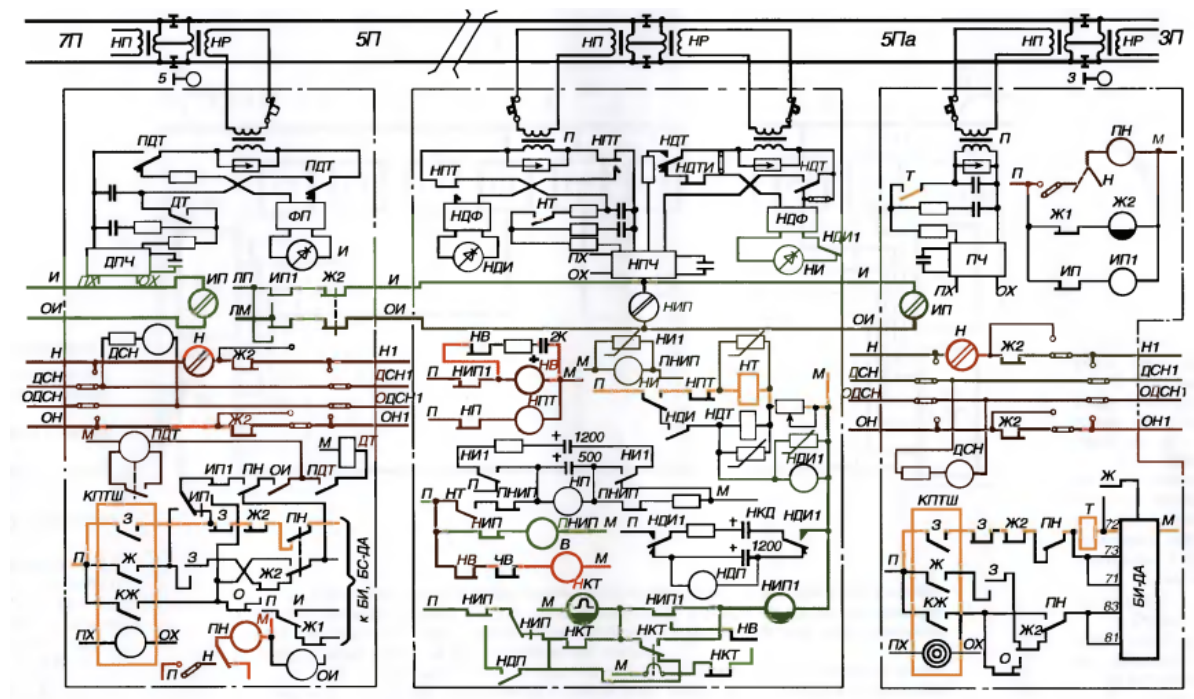 7П НП НР 5П НП НР 5Па НП НР 3П
5 3
ПДТ ПДТ
ДТ ФП И
ДПЧ ПХ ОХ
И ИП ЛП ИП1 Ж2 И
ОИ ЛМ ОИ
НПТ П НПТ НДТ НДТИ НДТ
НДФ НТ НДФ
НДИ ПХ ОХ НПЧ НИ НДИ1
НИП
И ОИ ИП
П ПН М
Т П Н
Ж1 Ж2
ИП ИП1
ПЧ ПХ ОХ
Н ДСН Н Ж2 Н1
ДСН ДСН1
ОДСН ОДСН1
ОН Ж2 ОН1
НВ 2К
П НИП1 НВ М
П НП НПТ
НИ1 ПНИП
П НИ НПТ НТ М
НДИ НДТ НДИ1
Н Н Ж2 Н1
ДСН ДСН1
ОДСН ОДСН1
ОН Ж2 ОН1
ДСН
М ПДТ ИП1 ПН ОИ ПДТ М ДТ
КПТШ ИП
З З Ж2 ПН
П Ж З Ж2
КЖ О П И
ПХ ОХ ПН М Ж1
П Н ОИ
к БИ, БС-ДА
НИ1 1200 НИ1
500
П НТ ПНИП НП ПНИП М
НИП ПНИП М
П НДИ1 НКД НДИ1
1200
НВ ЧВ В М НДП
П НИП М НКТ НИП1 НИП1
НИП НКТ НКТ НВ
НДП М НКТ
КПТШ Ж
З З Ж2 ПН Т 72 М
П Ж З 73
71
КЖ ПН 83
ПХ ОХ О Ж2 81
БИ-ДА